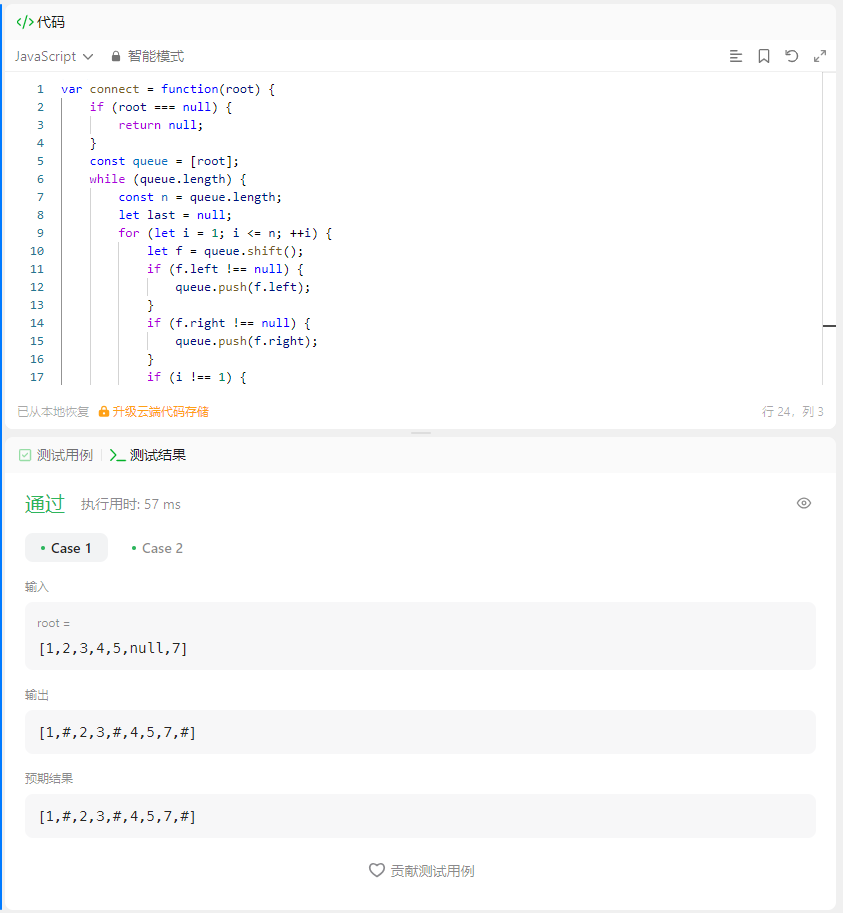 </> 代码
JavaScript 智能模式
1 var connect = function(root) {
2 if (root === null) {
3 return null;
4 }
5 const queue = [root];
6 while (queue.length) {
7 const n = queue.length;
8 let last = null;
9 for (let i = 1; i <= n; ++i) {
10 let f = queue.shift();
11 if (f.left !== null) {
12 queue.push(f.left);
13 }
14 if (f.right !== null) {
15 queue.push(f.right);
16 }
17 if (i !== 1) {
已从本地恢复 升级云端代码存储 行 24，列 3
测试用例 测试结果
通过 执行用时: 57 ms
Case 1 Case 2
输入
root =
[1,2,3,4,5,null,7]
输出
[1,#,2,3,#,4,5,7,#]
预期结果
[1,#,2,3,#,4,5,7,#]
贡献测试用例